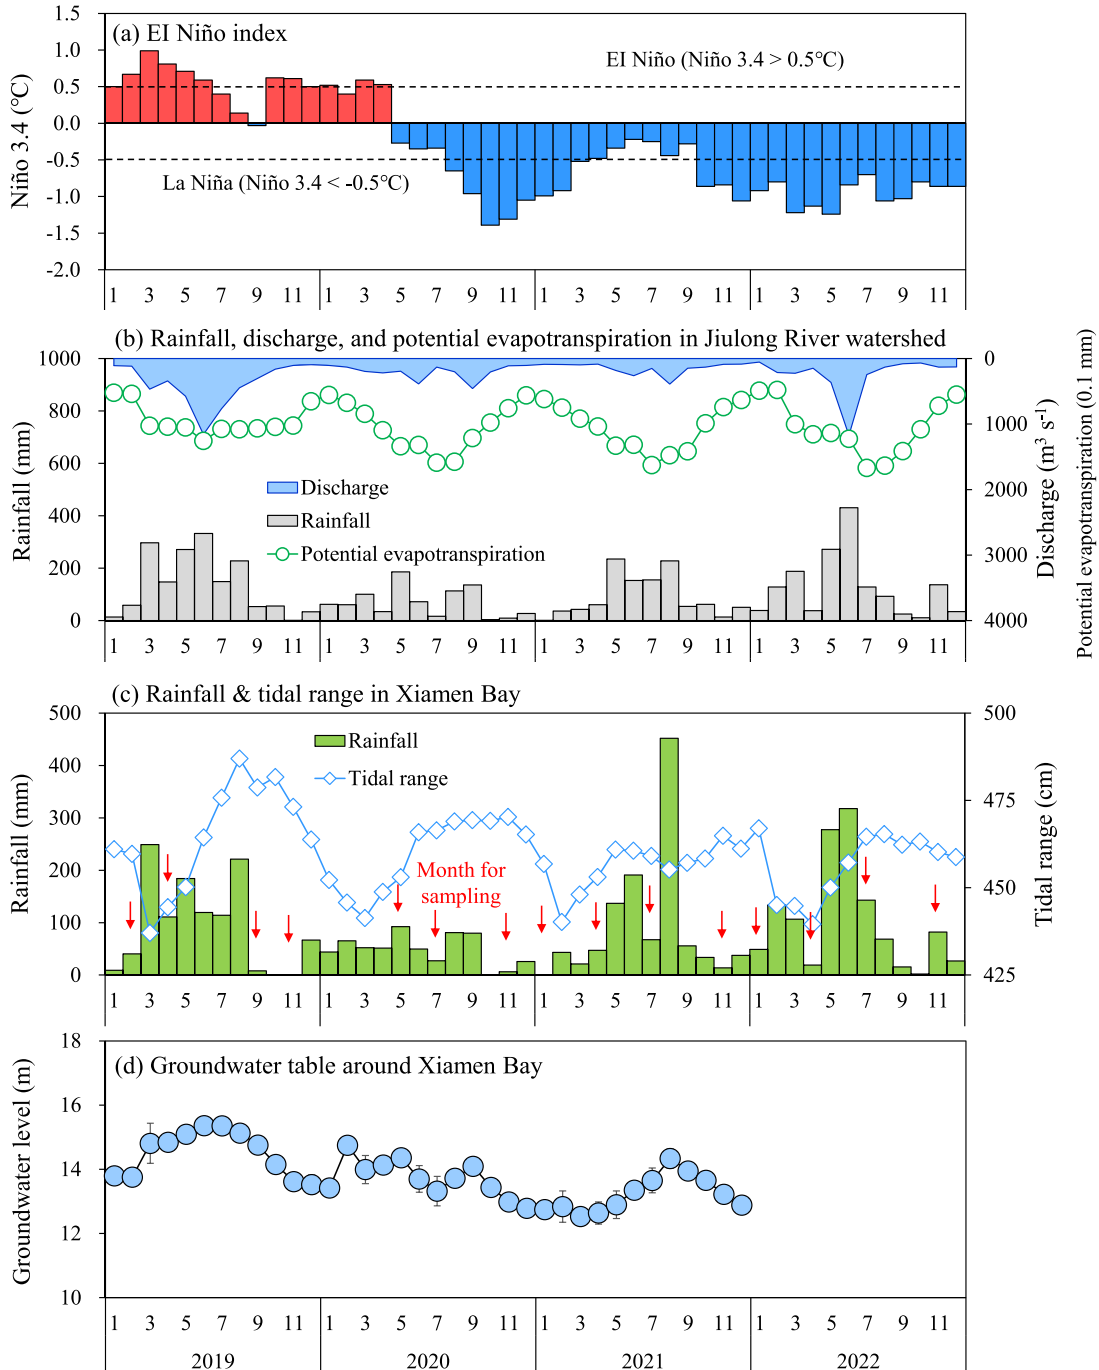 (a) EI Niño index
Niño 3.4 (℃)
1.5
1.0
0.5
0.0
-0.5
-1.0
-1.5
-2.0
EI Niño (Niño 3.4 > 0.5℃)
La Niña (Niño 3.4 < -0.5℃)
1 3 5 7 9 11 1 3 5 7 9 11 1 3 5 7 9 11 1 3 5 7 9 11
(b) Rainfall, discharge, and potential evapotranspiration in Jiulong River watershed
Rainfall (mm)
1000
800
600
400
200
0
Discharge
Rainfall
Potential evapotranspiration
0
1000
2000
3000
4000
Discharge (m³ s⁻¹)
Potential evapotranspiration (0.1 mm)
1 3 5 7 9 11 1 3 5 7 9 11 1 3 5 7 9 11 1 3 5 7 9 11
(c) Rainfall & tidal range in Xiamen Bay
Rainfall (mm)
500
400
300
200
100
0
Rainfall
Tidal range
Month for
sampling
500
475
450
425
Tidal range (cm)
1 3 5 7 9 11 1 3 5 7 9 11 1 3 5 7 9 11 1 3 5 7 9 11
(d) Groundwater table around Xiamen Bay
Groundwater level (m)
18
16
14
12
10
1 3 5 7 9 11 1 3 5 7 9 11 1 3 5 7 9 11 1 3 5 7 9 11
2019 2020 2021 2022